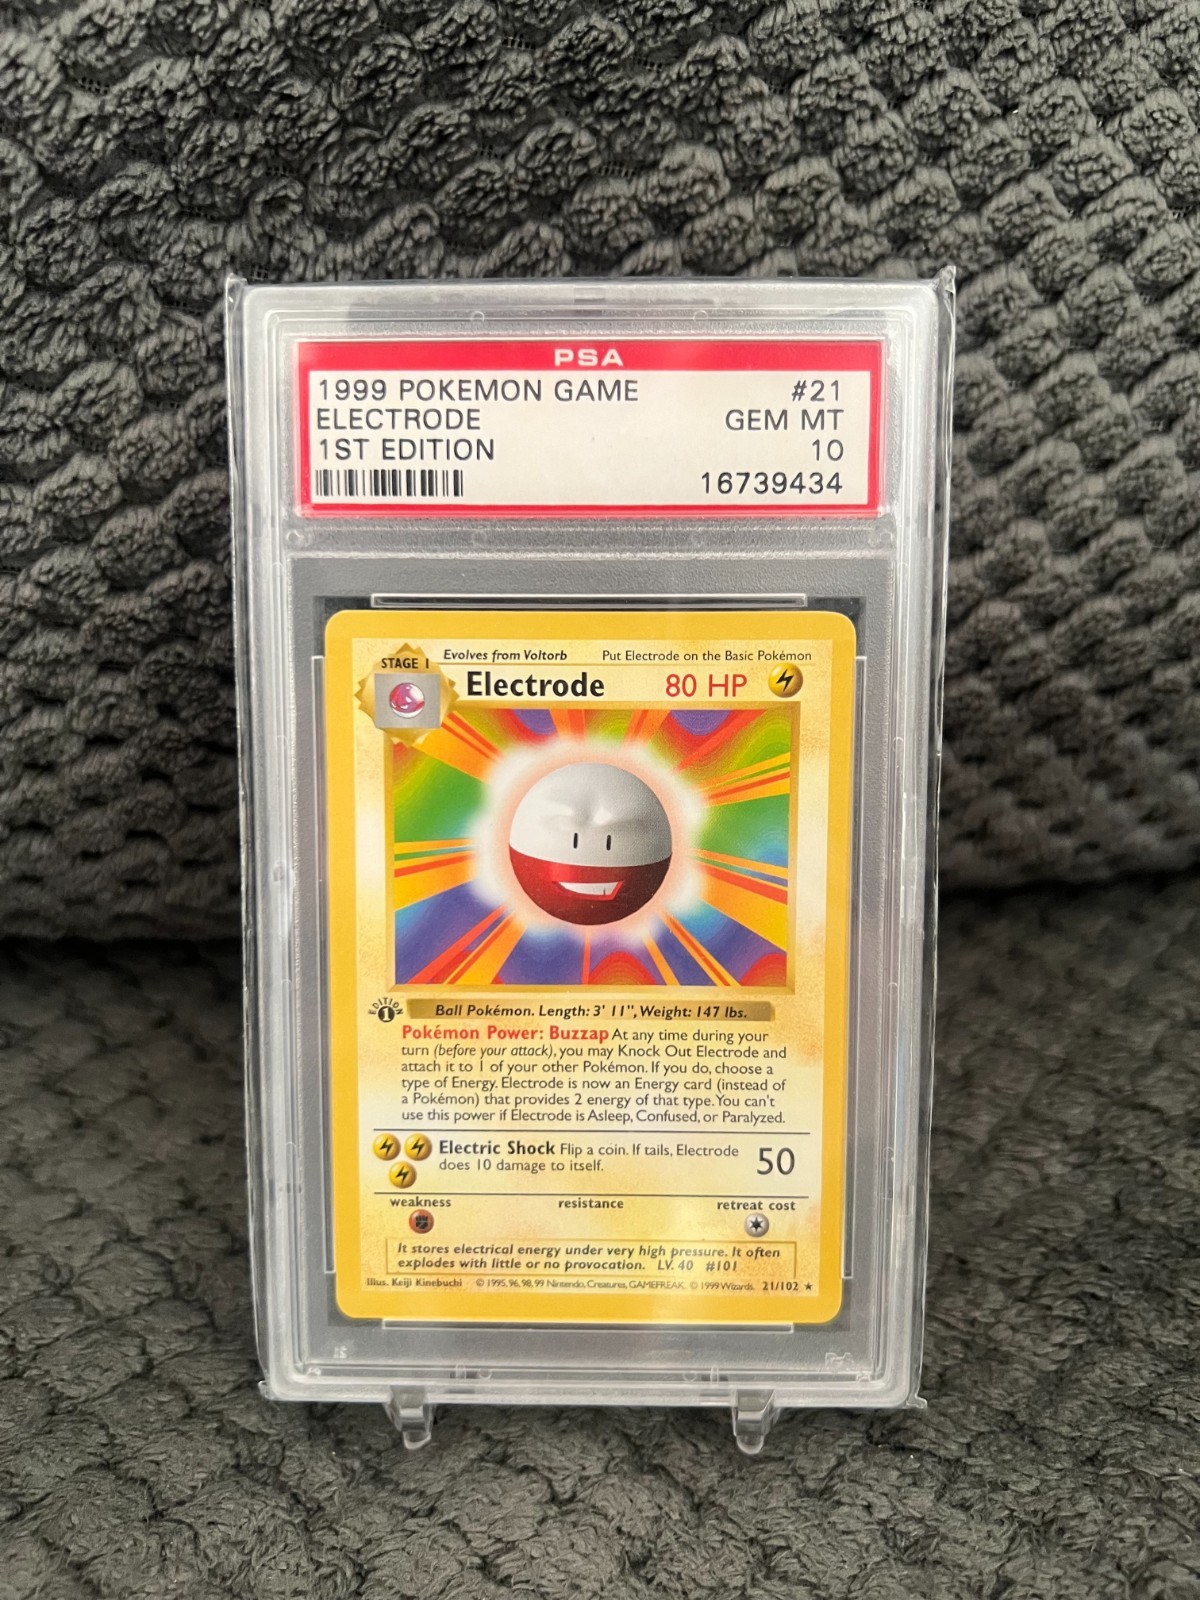 PSA
1999 POKEMON GAME #21
ELECTRODE GEM MT
1ST EDITION 10
16739434
STAGE 1 Evolves from Voltorb Put Electrode on the Basic Pokémon
Electrode 80 HP
EDITION 1
Ball Pokémon. Length: 3' 11", Weight: 147 lbs.
Pokémon Power: Buzzap At any time during your
turn (before your attack), you may Knock Out Electrode and
attach it to 1 of your other Pokémon. If you do, choose a
type of Energy. Electrode is now an Energy card (instead of
a Pokémon) that provides 2 energy of that type. You can't
use this power if Electrode is Asleep, Confused, or Paralyzed.
Electric Shock Flip a coin. If tails, Electrode
does 10 damage to itself.
50
weakness resistance retreat cost
It stores electrical energy under very high pressure. It often
explodes with little or no provocation. LV. 40 #101
Illus. Keiji Kinebuchi © 1995, 96, 98, 99 Nintendo, Creatures, GAMEFREAK. © 1999 Wizards. 21/102 ★